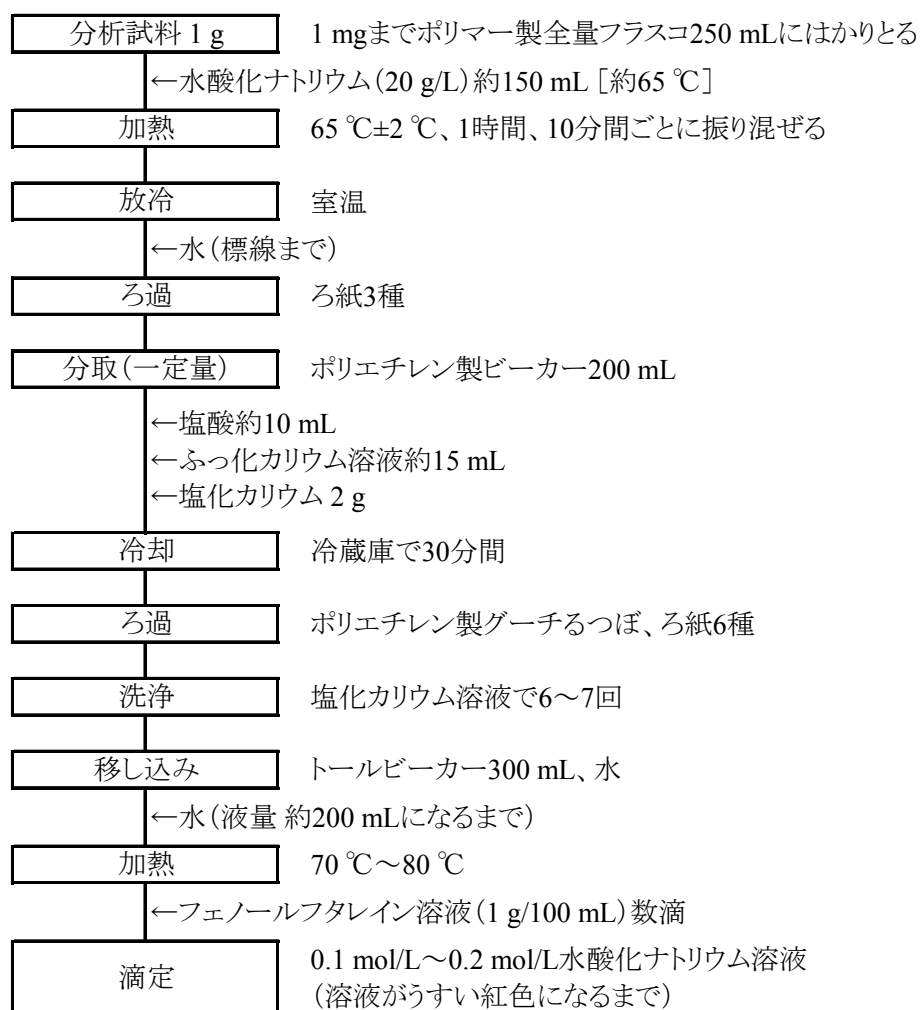 分析試料 1 g　1 mgまでポリマー製全量フラスコ250 mLにはかりとる
←水酸化ナトリウム(20 g/L)約150 mL [約65 ℃]
加熱　65 ℃±2 ℃、1時間、10分間ごとに振り混ぜる
放冷　室温
←水(標線まで)
ろ過　ろ紙3種
分取(一定量)　ポリエチレン製ビーカー200 mL
←塩酸約10 mL
←ふっ化カリウム溶液約15 mL
←塩化カリウム 2 g
冷却　冷蔵庫で30分間
ろ過　ポリエチレン製グーチるつぼ、ろ紙6種
洗浄　塩化カリウム溶液で6～7回
移し込み　トールビーカー300 mL、水
←水(液量 約200 mLになるまで)
加熱　70 ℃～80 ℃
←フェノールフタレイン溶液(1 g/100 mL)数滴
滴定　0.1 mol/L～0.2 mol/L水酸化ナトリウム溶液
(溶液がうすい紅色になるまで)